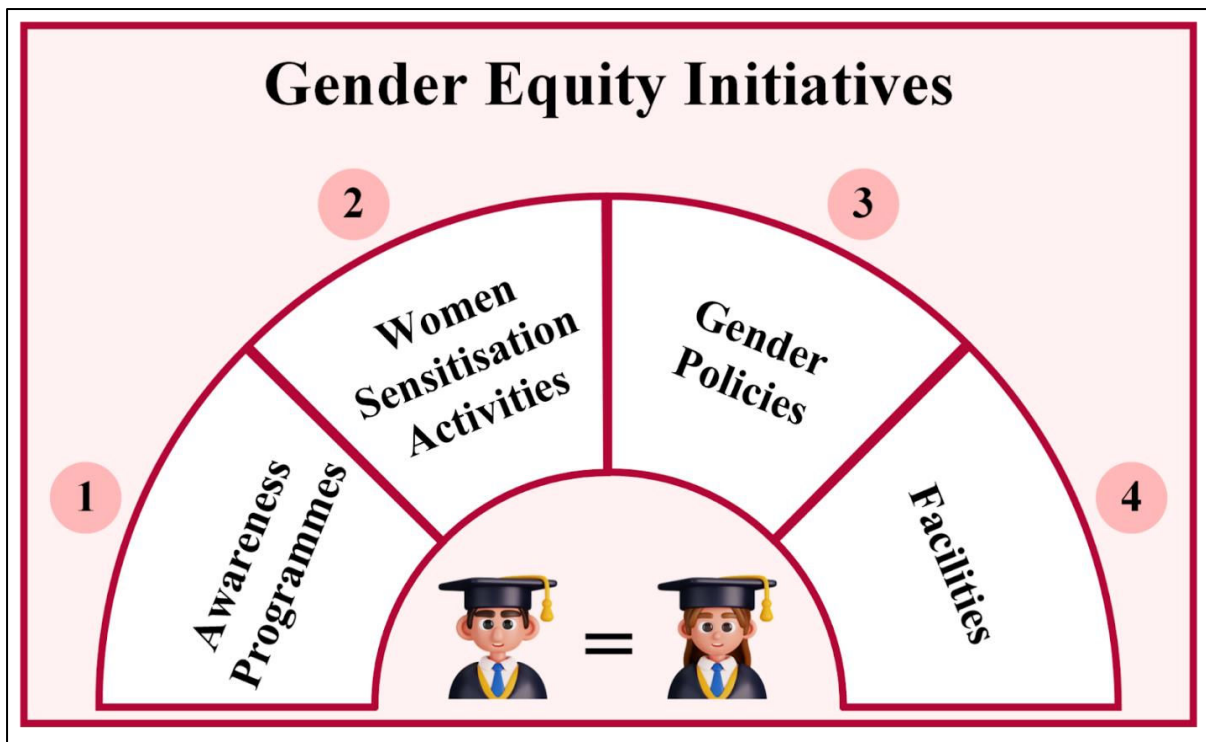 Gender Equity Initiatives
1
Awareness
Programmes
2
Women
Sensitisation
Activities
3
Gender
Policies
4
Facilities
=